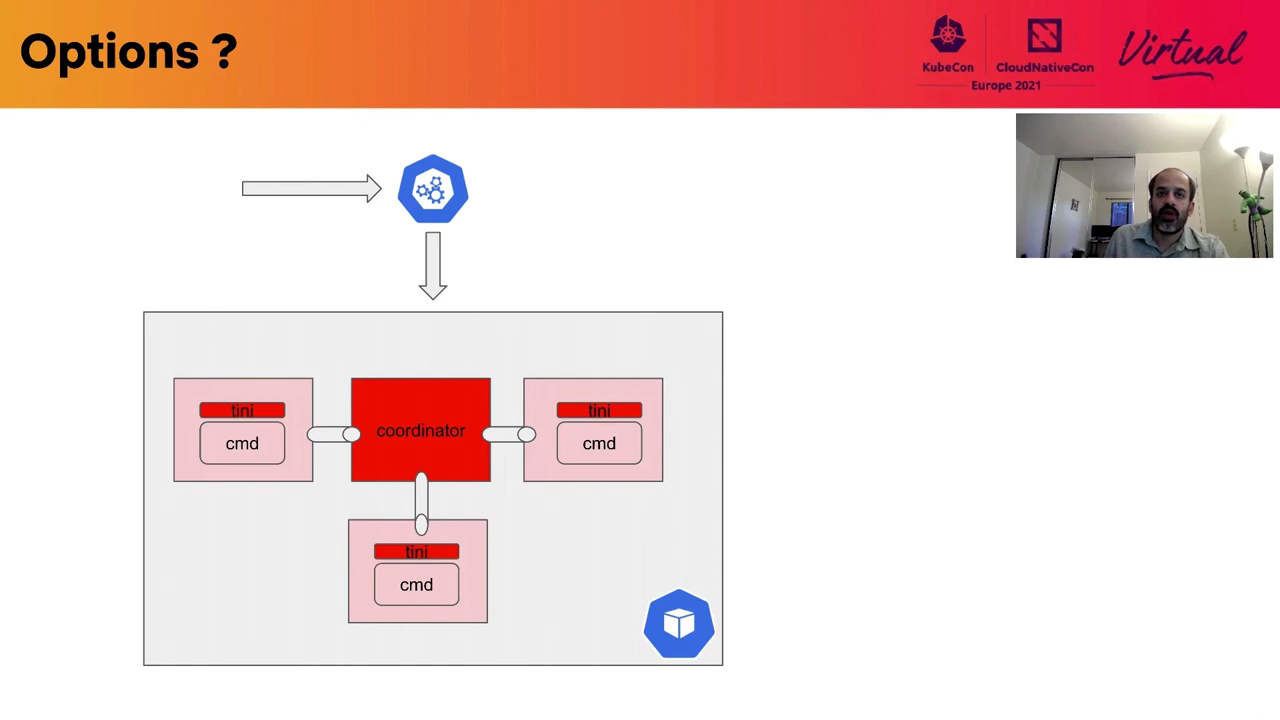 Options ?
KubeCon
CloudNativeCon
Europe 2021
Virtual
tini
cmd
coordinator
tini
cmd
tini
cmd